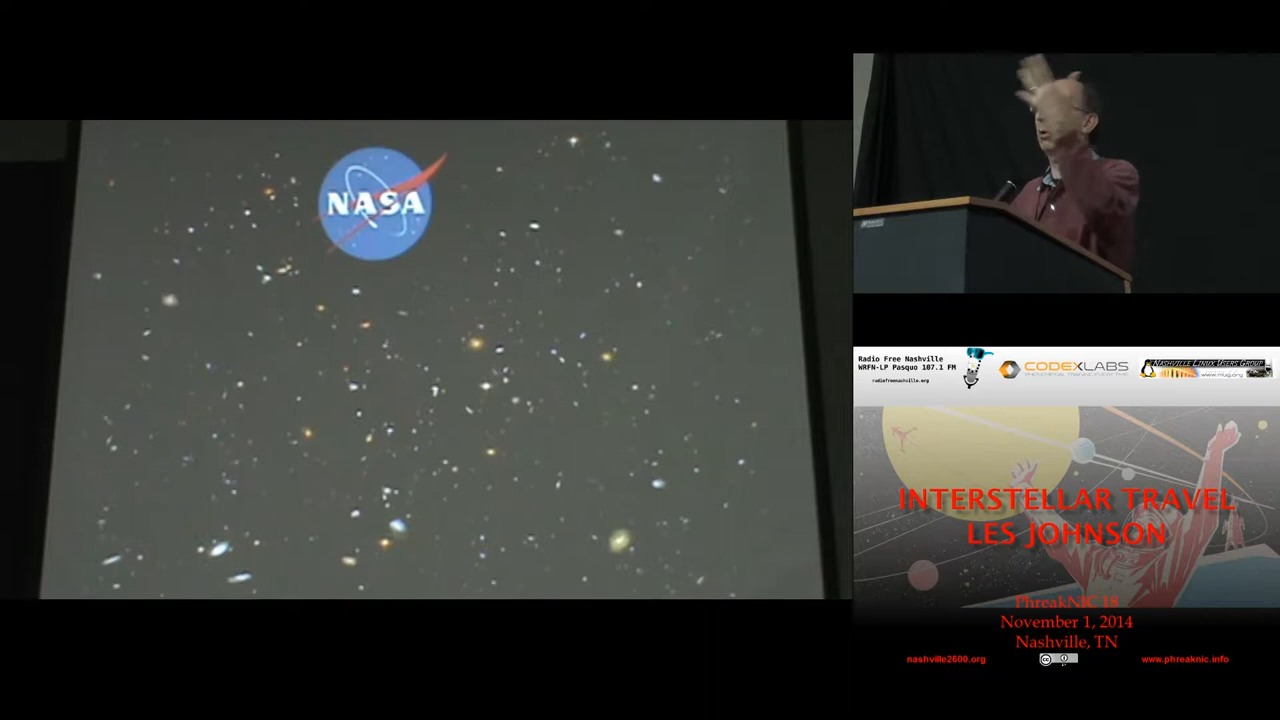 NASA
Radio Free Nashville
WRFN-LP Pasquo 107.1 FM
radiofreenashville.org
CODEXLABS
NASHVILLE LINUX USERS GROUP
www.nlug.org
INTERSTELLAR TRAVEL
LES JOHNSON
PhreakNIC 18
November 1, 2014
Nashville, TN
nashville2600.org
cc
www.phreaknic.info